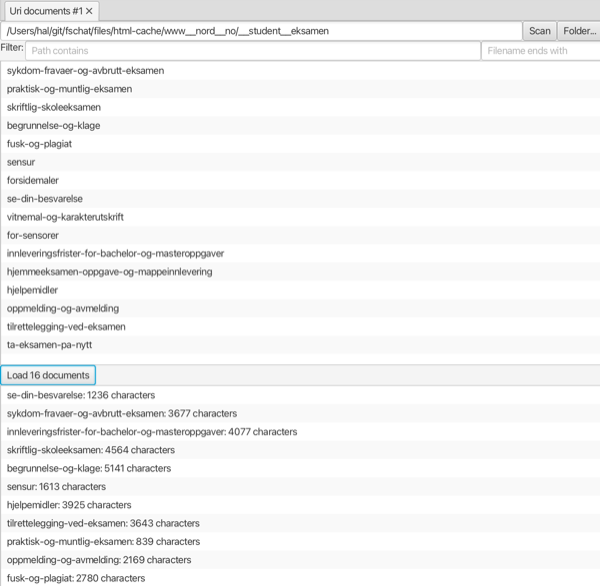 Uri documents #1 ×
/Users/hal/git/fschat/files/html-cache/www__nord__no/__student__eksamen Scan Folder...
Filter: Path contains Filename ends with
sykdom-fravaer-og-avbrutt-eksamen
praktisk-og-muntlig-eksamen
skriftlig-skoleeksamen
begrunnelse-og-klage
fusk-og-plagiat
sensur
forsidemaler
se-din-besvarelse
vitnemal-og-karakterutskrift
for-sensorer
innleveringsfrister-for-bachelor-og-masteroppgaver
hjemmeeksamen-oppgave-og-mappeinnlevering
hjelpemidler
oppmelding-og-avmelding
tilrettelegging-ved-eksamen
ta-eksamen-pa-nytt
Load 16 documents
se-din-besvarelse: 1236 characters
sykdom-fravaer-og-avbrutt-eksamen: 3677 characters
innleveringsfrister-for-bachelor-og-masteroppgaver: 4077 characters
skriftlig-skoleeksamen: 4564 characters
begrunnelse-og-klage: 5141 characters
sensur: 1613 characters
hjelpemidler: 3925 characters
tilrettelegging-ved-eksamen: 3643 characters
praktisk-og-muntlig-eksamen: 839 characters
oppmelding-og-avmelding: 2169 characters
fusk-og-plagiat: 2780 characters